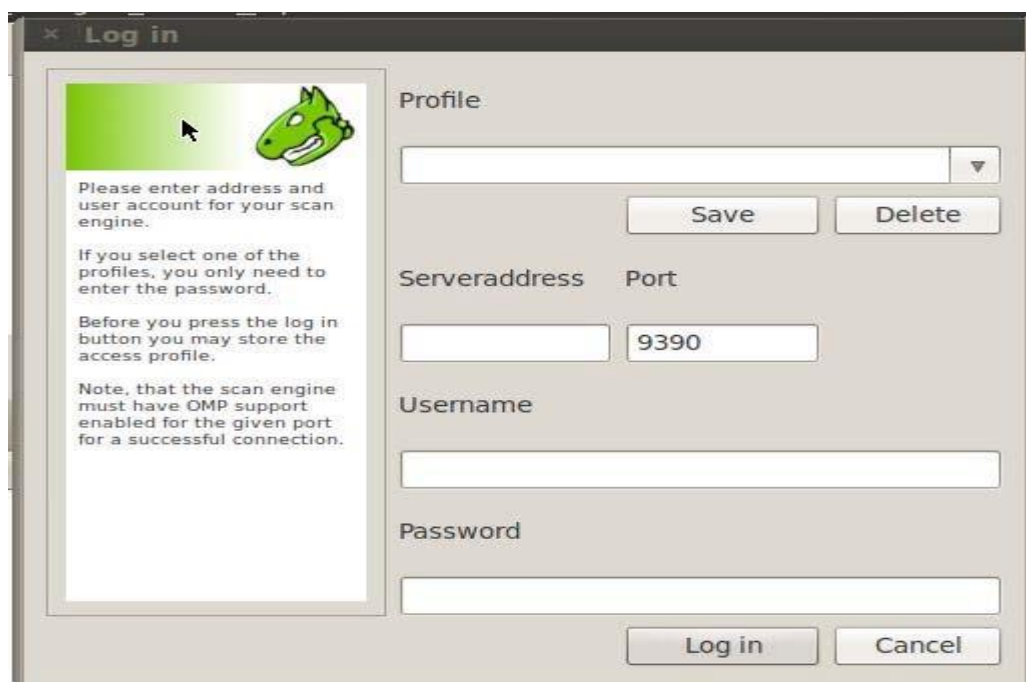 Log in
Please enter address and
user account for your scan
engine.
If you select one of the
profiles, you only need to
enter the password.
Before you press the log in
button you may store the
access profile.
Note, that the scan engine
must have OMP support
enabled for the given port
for a successful connection.
Profile
Save Delete
Serveraddress Port
9390
Username
Password
Log in Cancel